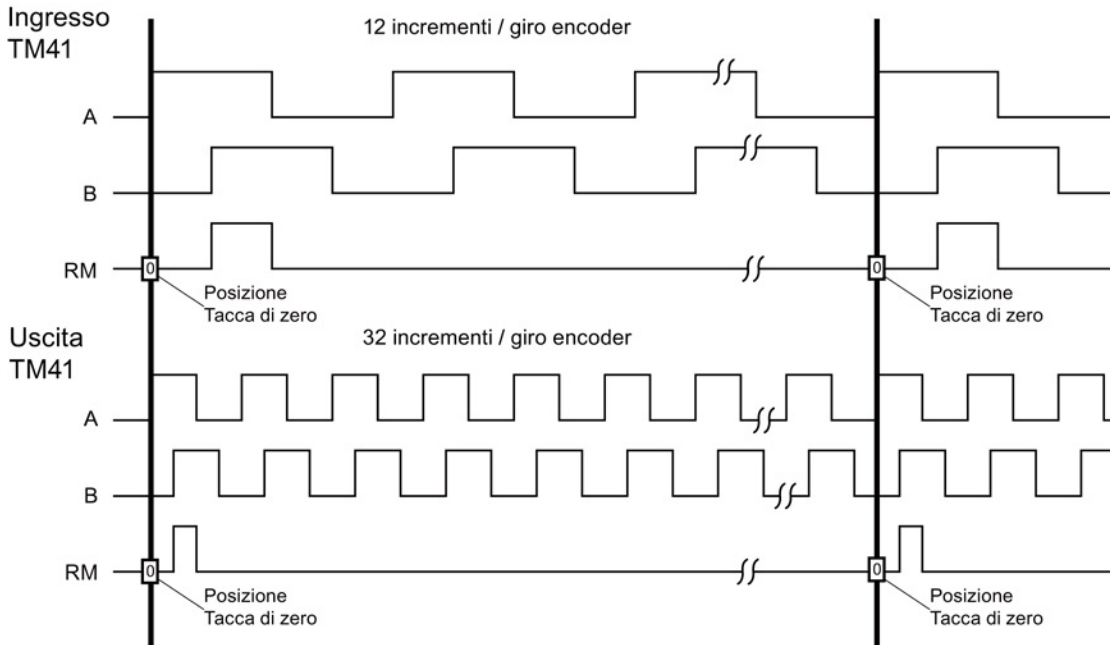 Ingresso
TM41
12 incrementi / giro encoder
A
B
RM
0
0
Posizione
Tacca di zero
Posizione
Tacca di zero
Uscita
TM41
32 incrementi / giro encoder
A
B
RM
0
0
Posizione
Tacca di zero
Posizione
Tacca di zero